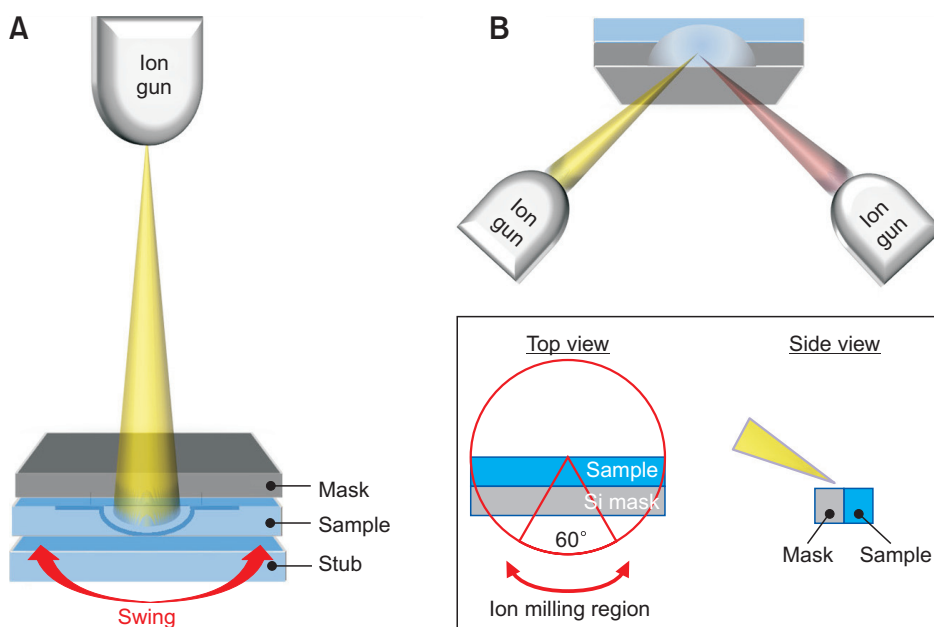 A
Ion
gun
Mask
Sample
Stub
Swing
B
Ion
gun
Ion
gun
Top view
Side view
Sample
Si mask
60°
Ion milling region
Mask
Sample